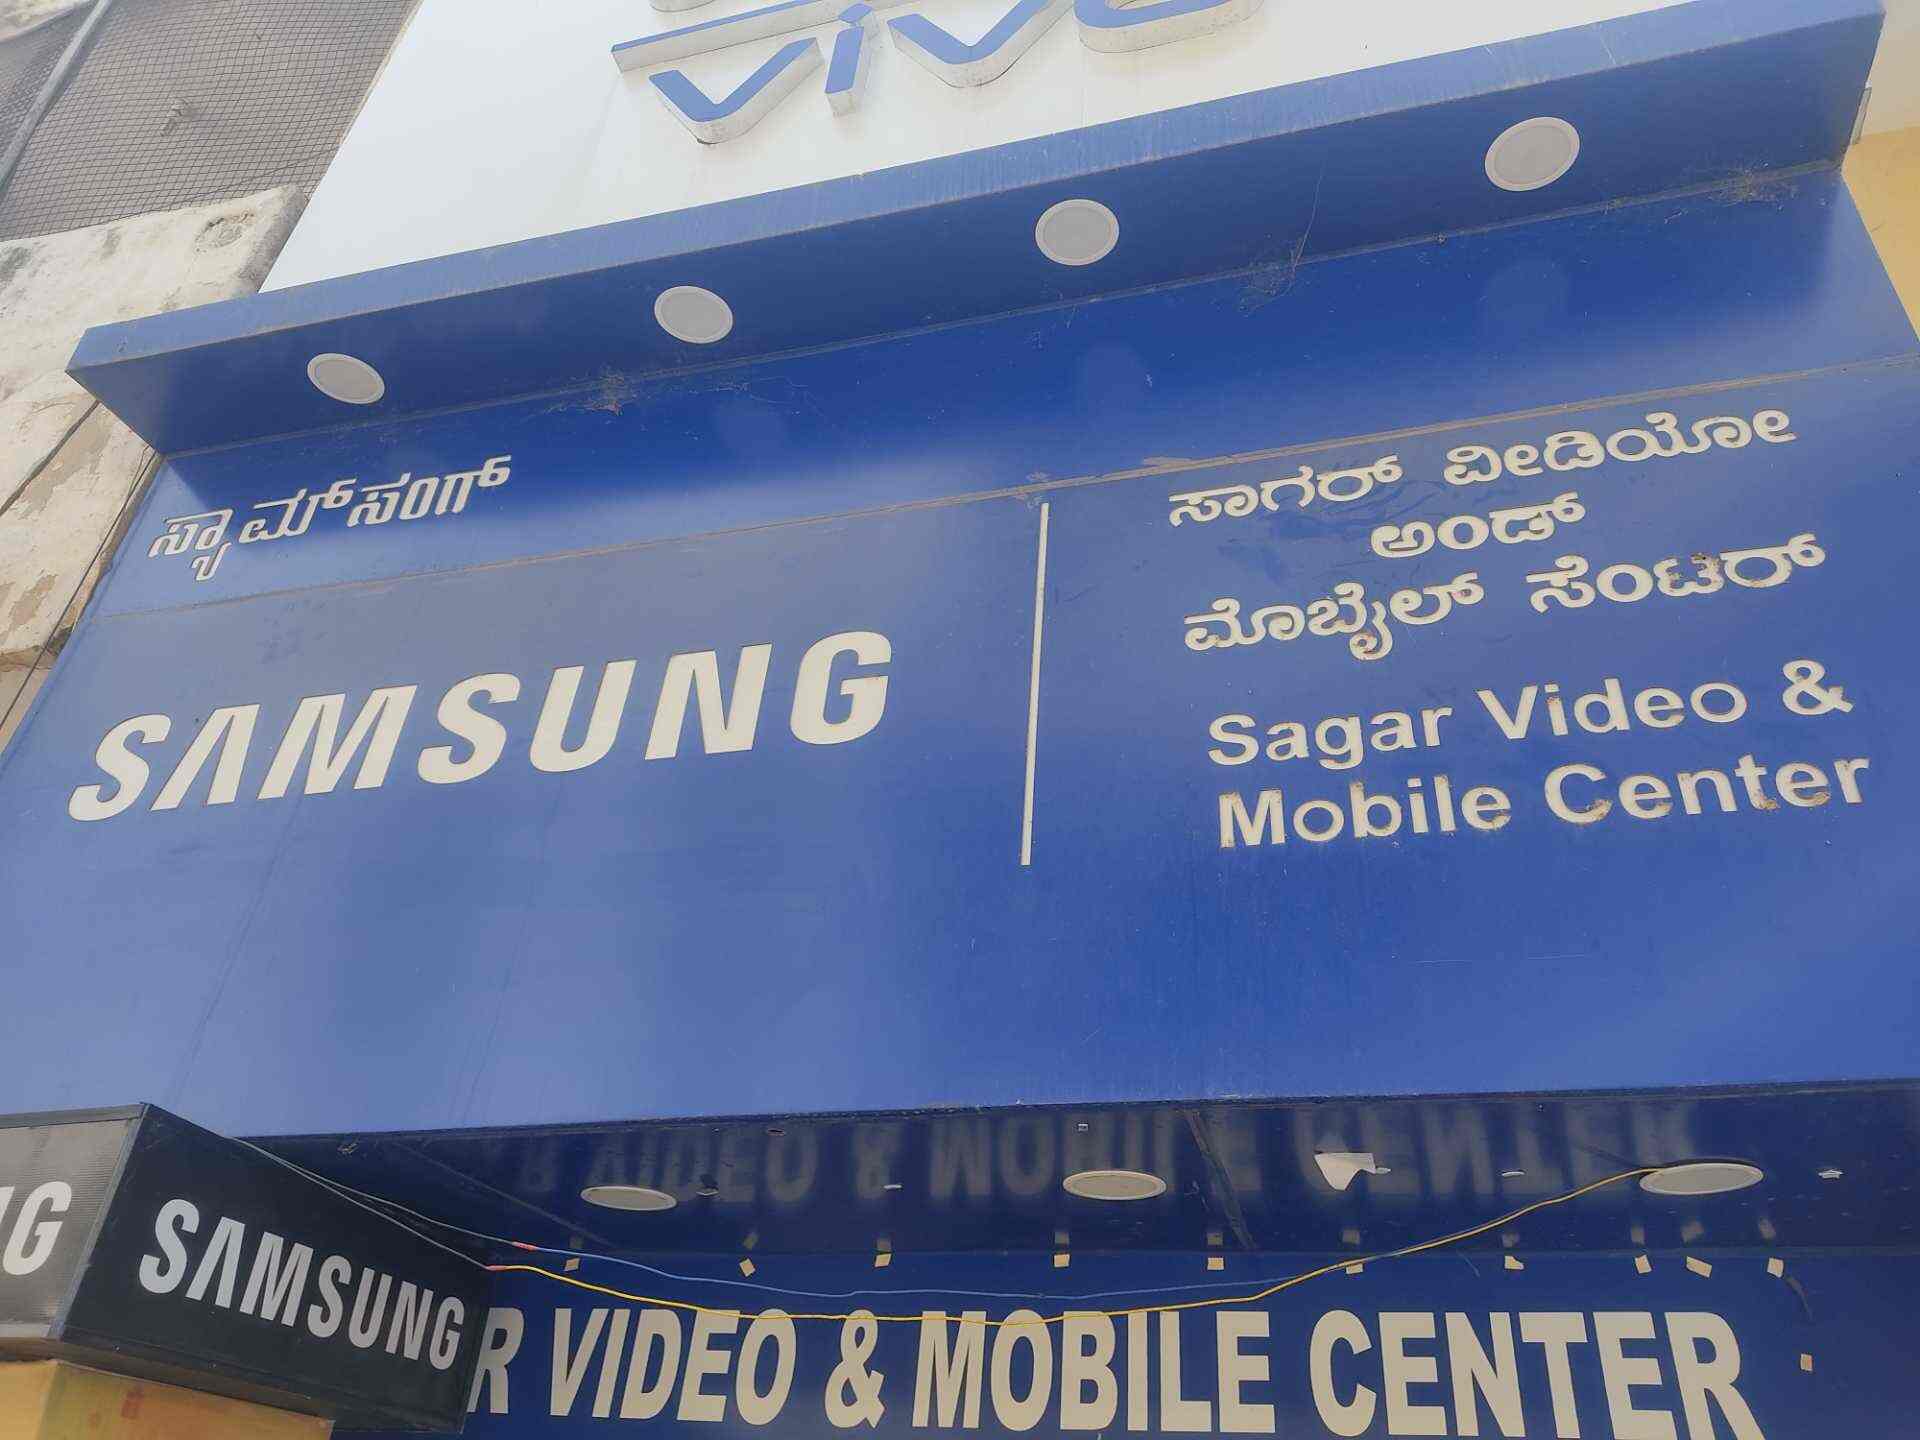 vivo
ಸ್ಯಾಮ್‌ಸಂಗ್
SAMSUNG
ಸಾಗರ್ ವೀಡಿಯೋ
ಅಂಡ್
ಮೊಬೈಲ್ ಸೆಂಟರ್
Sagar Video &
Mobile Center
SAMSUNG
R VIDEO & MOBILE CENTER